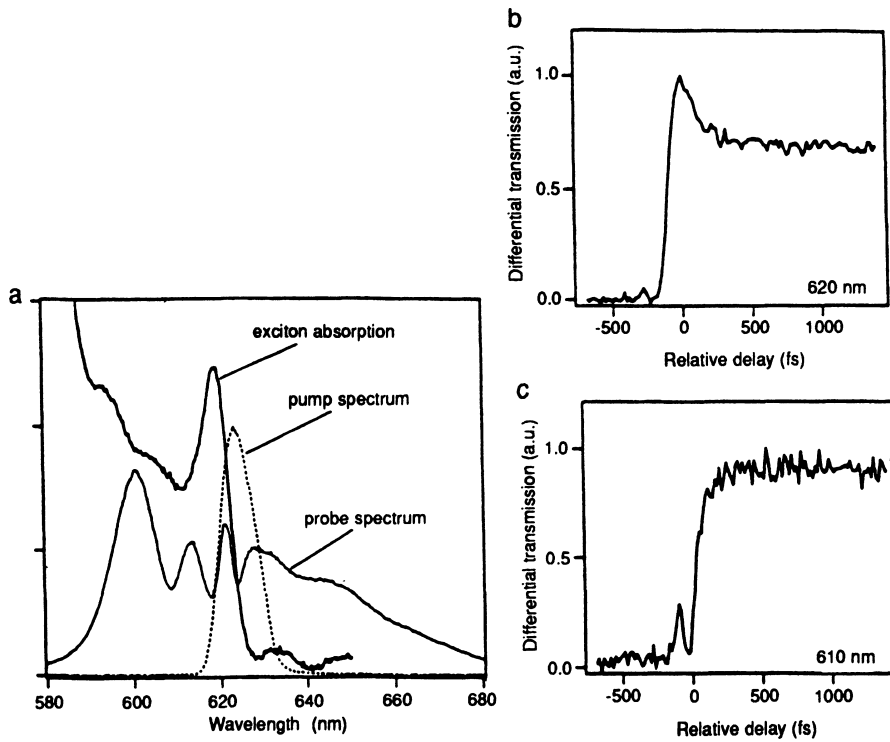 a
exciton absorption
pump spectrum
probe spectrum
580 600 620 640 660 680
Wavelength (nm)
b
Differential transmission (a.u.)
1.0
0.5
0.0
620 nm
-500 0 500 1000
Relative delay (fs)
c
Differential transmission (a.u.)
1.0
0.5
0.0
610 nm
-500 0 500 1000
Relative delay (fs)